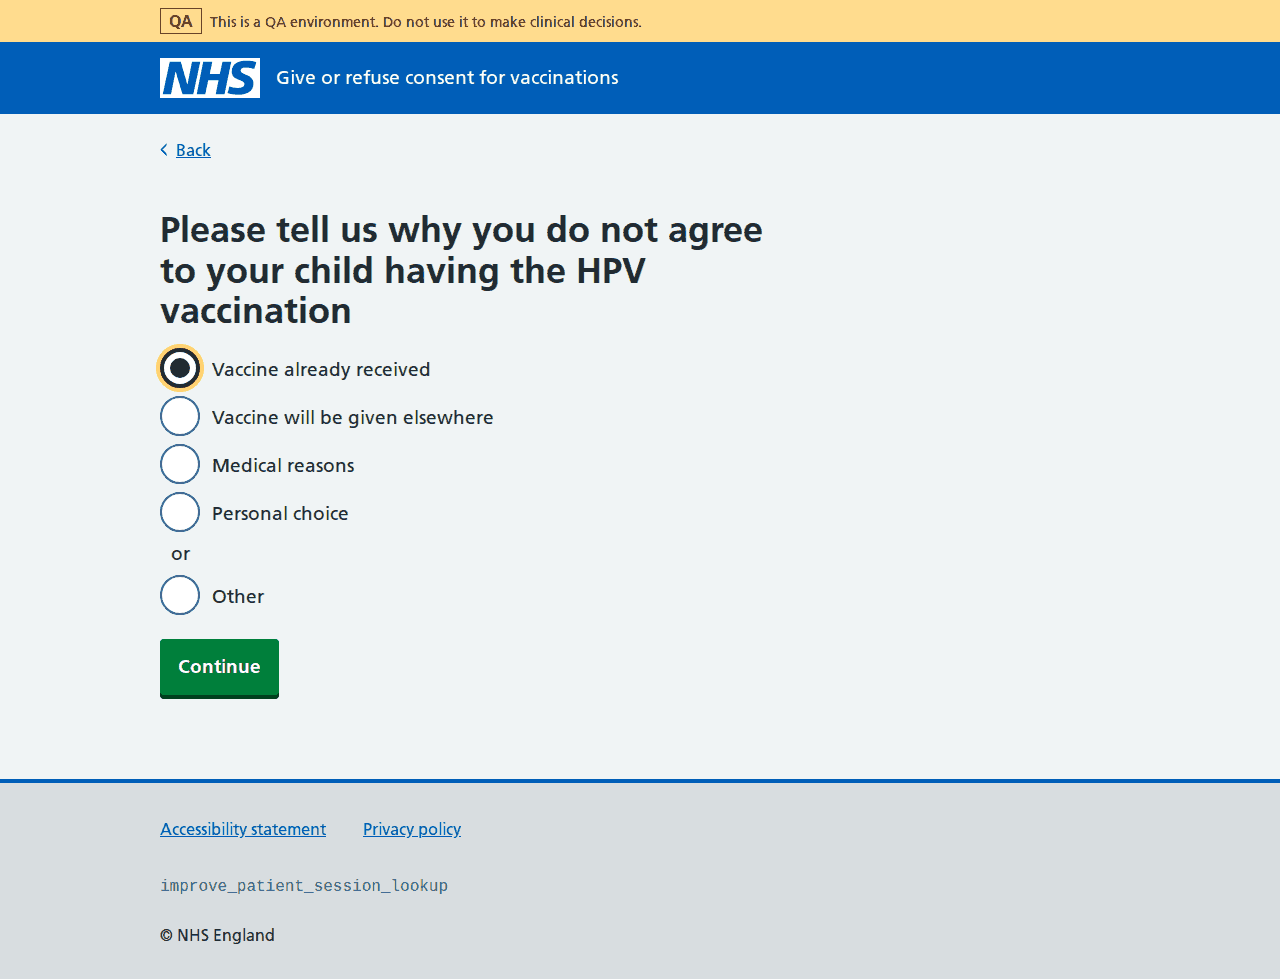 QA This is a QA environment. Do not use it to make clinical decisions.
NHS Give or refuse consent for vaccinations
Back
Please tell us why you do not agree
to your child having the HPV
vaccination
Vaccine already received
Vaccine will be given elsewhere
Medical reasons
Personal choice
or
Other
Continue
Accessibility statement Privacy policy
improve_patient_session_lookup
© NHS England